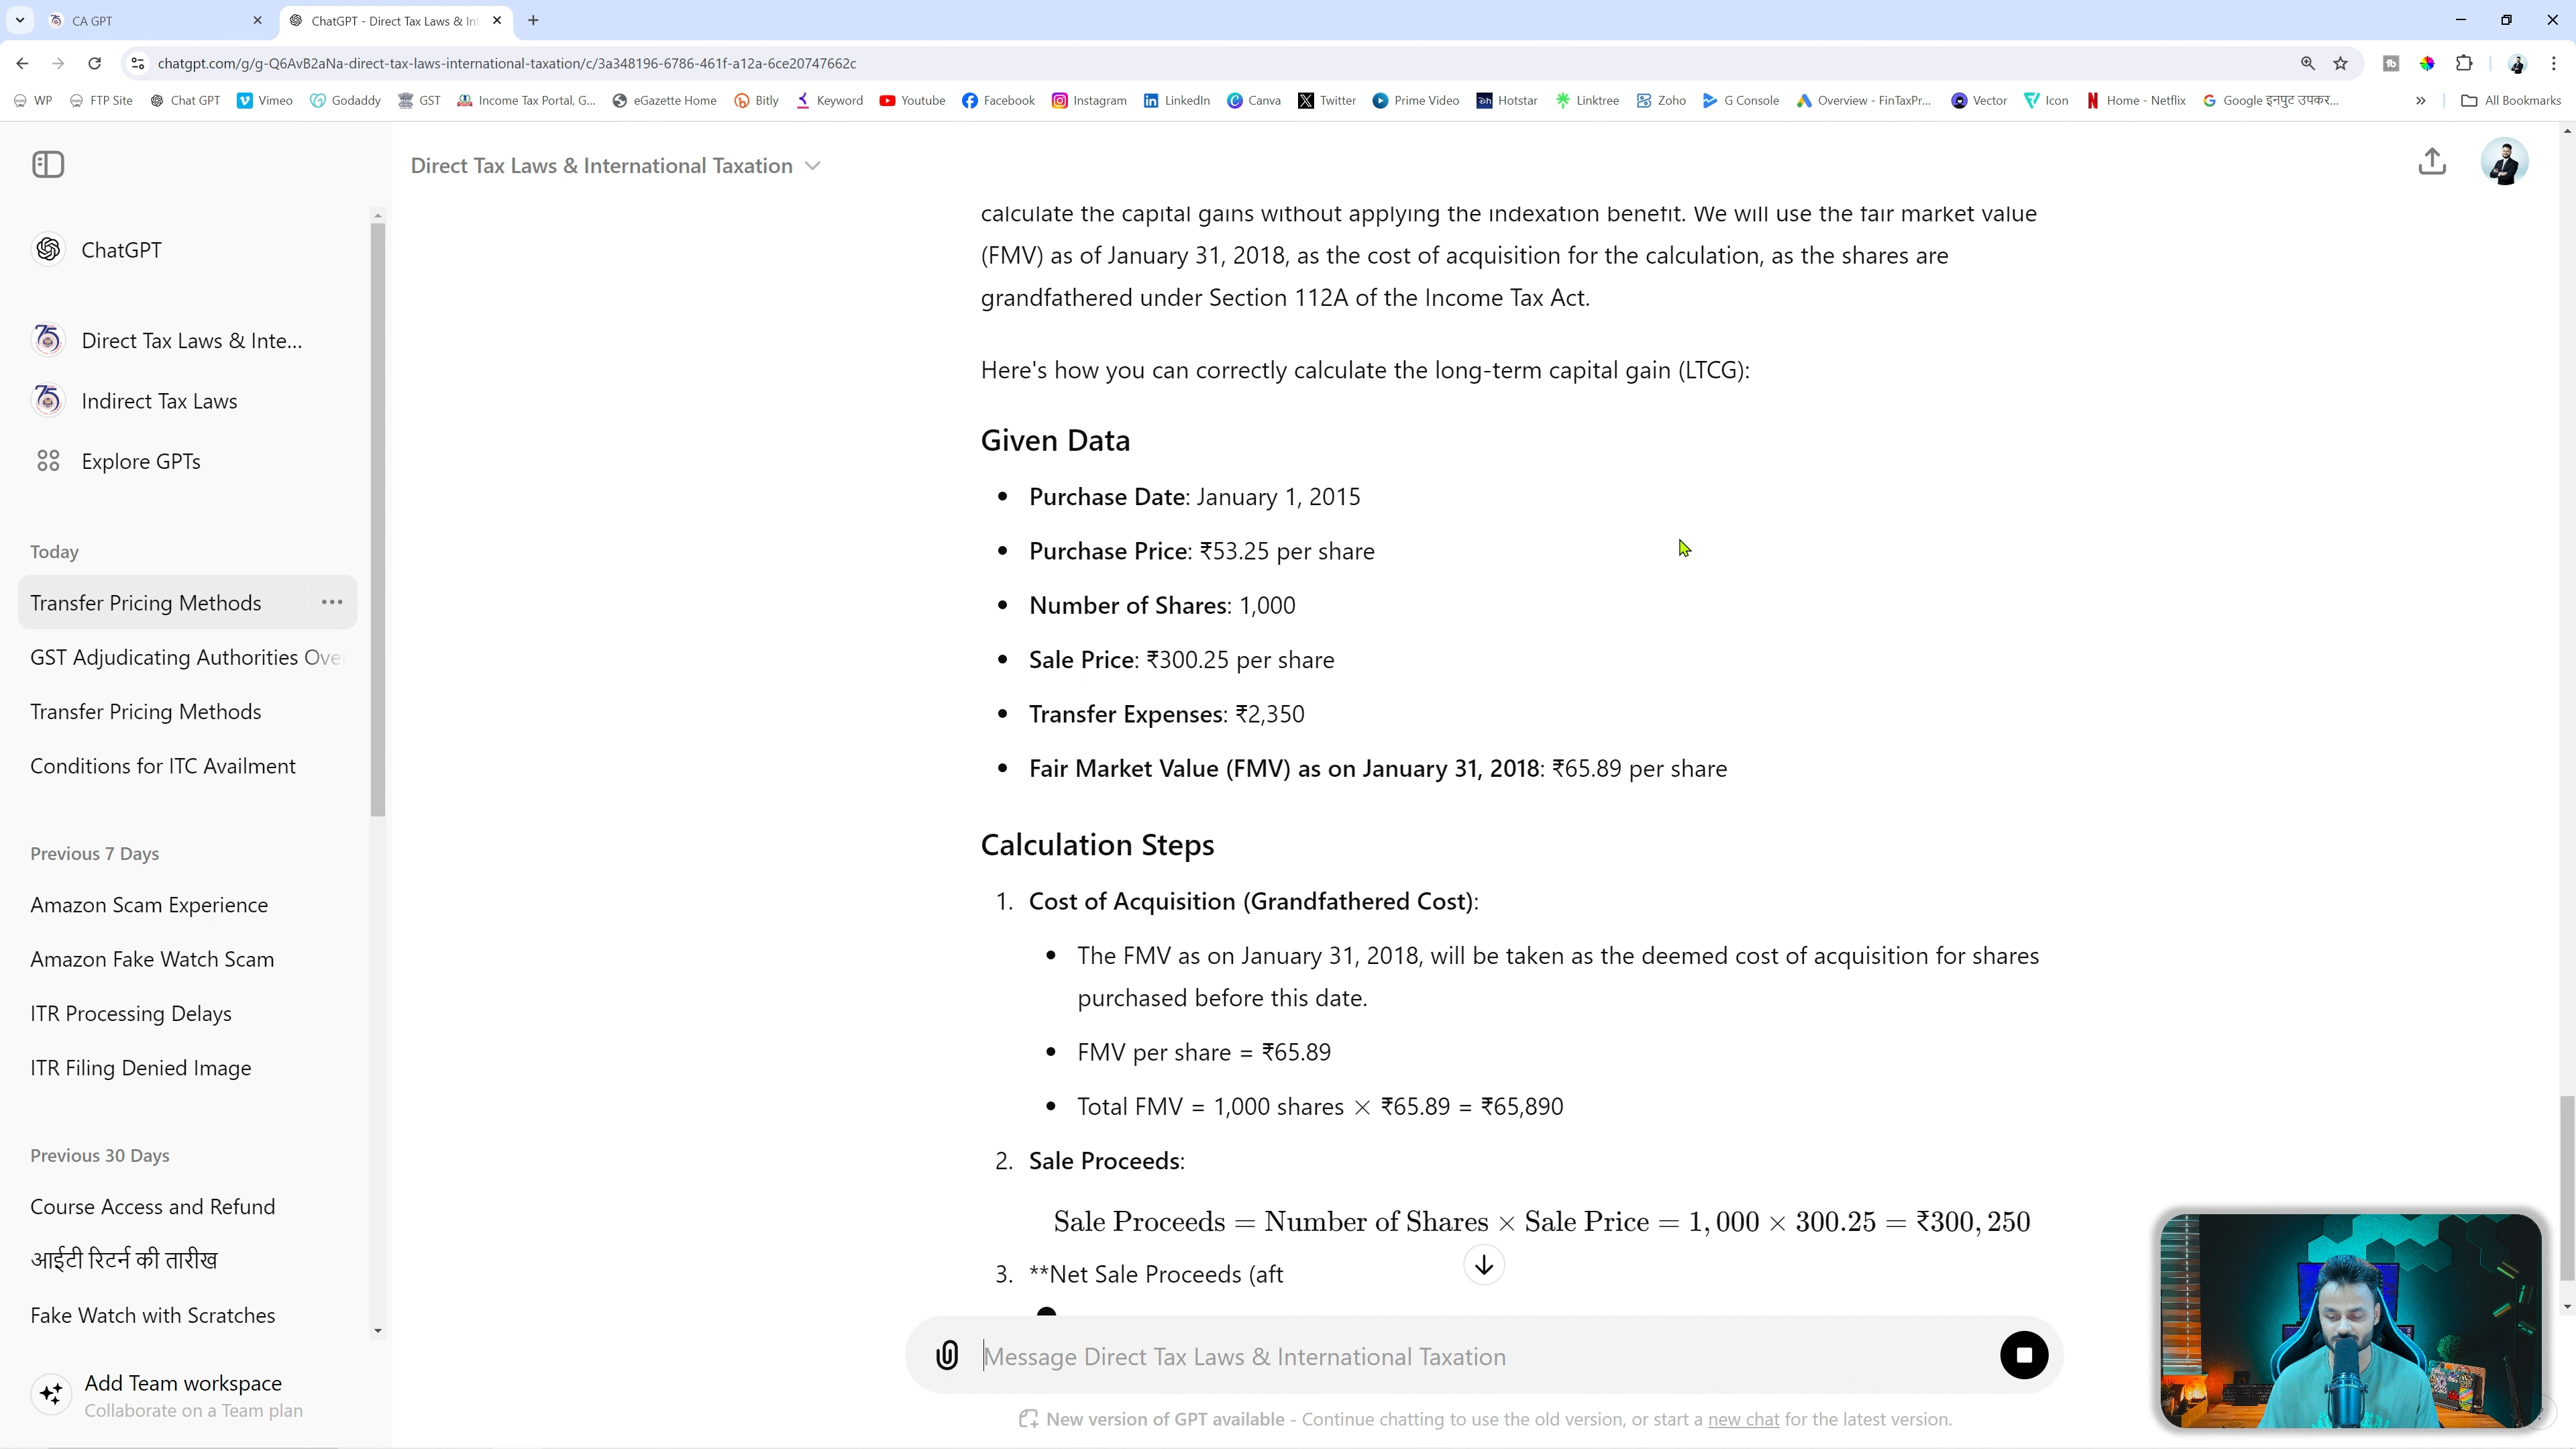 CA GPT
ChatGPT - Direct Tax Laws & Int
chatgpt.com/g/g-Q6AvB2aNa-direct-tax-laws-international-taxation/c/3a348196-6786-461f-a12a-6ce20747662c
WP FTP Site Chat GPT Vimeo Godaddy GST Income Tax Portal, G... eGazette Home Bitly Keyword Youtube Facebook Instagram LinkedIn Canva Twitter Prime Video Hotstar Linktree Zoho G Console Overview - FinTaxPr... Vector Icon Home - Netflix Google इनपुट उपकर... » All Bookmarks
Direct Tax Laws & International Taxation
ChatGPT
Direct Tax Laws & Inte...
Indirect Tax Laws
Explore GPTs
Today
Transfer Pricing Methods
GST Adjudicating Authorities Ove
Transfer Pricing Methods
Conditions for ITC Availment
Previous 7 Days
Amazon Scam Experience
Amazon Fake Watch Scam
ITR Processing Delays
ITR Filing Denied Image
Previous 30 Days
Course Access and Refund
आईटी रिटर्न की तारीख
Fake Watch with Scratches
Add Team workspace
Collaborate on a Team plan
calculate the capital gains without applying the indexation benefit. We will use the fair market value
(FMV) as of January 31, 2018, as the cost of acquisition for the calculation, as the shares are
grandfathered under Section 112A of the Income Tax Act.
Here's how you can correctly calculate the long-term capital gain (LTCG):
Given Data
• Purchase Date: January 1, 2015
• Purchase Price: ₹53.25 per share
• Number of Shares: 1,000
• Sale Price: ₹300.25 per share
• Transfer Expenses: ₹2,350
• Fair Market Value (FMV) as on January 31, 2018: ₹65.89 per share
Calculation Steps
1. Cost of Acquisition (Grandfathered Cost):
• The FMV as on January 31, 2018, will be taken as the deemed cost of acquisition for shares
purchased before this date.
• FMV per share = ₹65.89
• Total FMV = 1,000 shares × ₹65.89 = ₹65,890
2. Sale Proceeds:
Sale Proceeds = Number of Shares × Sale Price = 1,000 × 300.25 = ₹300,250
3. **Net Sale Proceeds (aft
Message Direct Tax Laws & International Taxation
New version of GPT available - Continue chatting to use the old version, or start a new chat for the latest version.